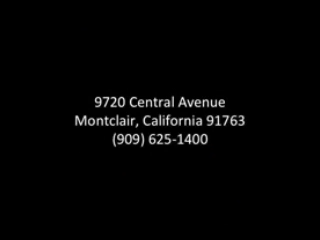 9720 Central Avenue
Montclair, California 91763
(909) 625-1400